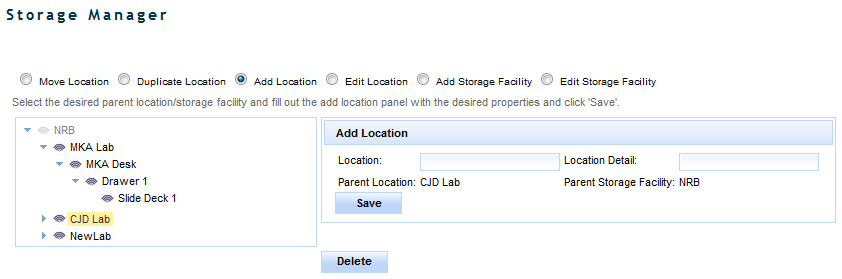 Storage Manager
Move Location Duplicate Location Add Location Edit Location Add Storage Facility Edit Storage Facility
Select the desired parent location/storage facility and fill out the add location panel with the desired properties and click 'Save'.
NRB
MKA Lab
MKA Desk
Drawer 1
Slide Deck 1
CJD Lab
NewLab
Add Location
Location: Location Detail:
Parent Location: CJD Lab Parent Storage Facility: NRB
Save
Delete